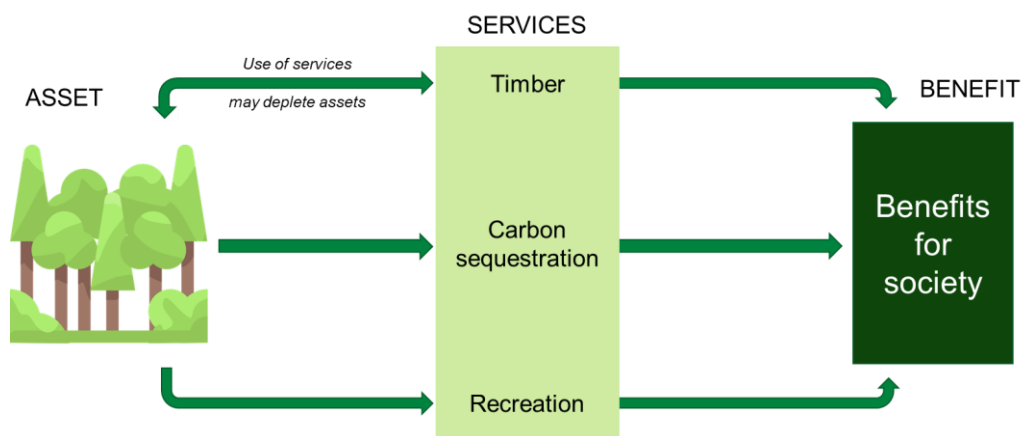 SERVICES
ASSET
Use of services
may deplete assets
Timber
BENEFIT
Carbon
sequestration
Benefits
for
society
Recreation